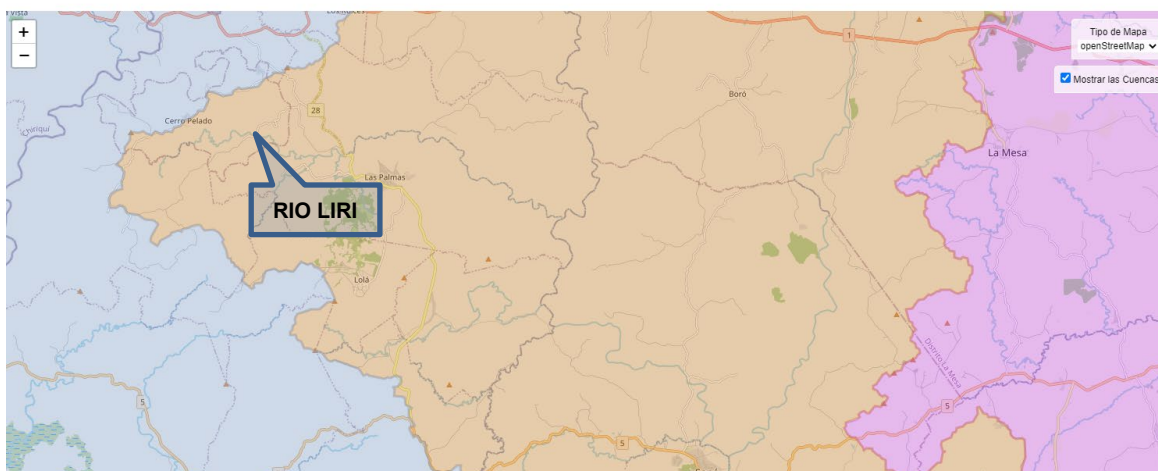 +
−
Tipo de Mapa
openStreetMap
Mostrar las Cuencas
1
28
Boró
Cerro Pelado
Chiriquí
La Mesa
Las Palmas
RIO LIRI
Lolá
Distrito La Mesa
5
5
5